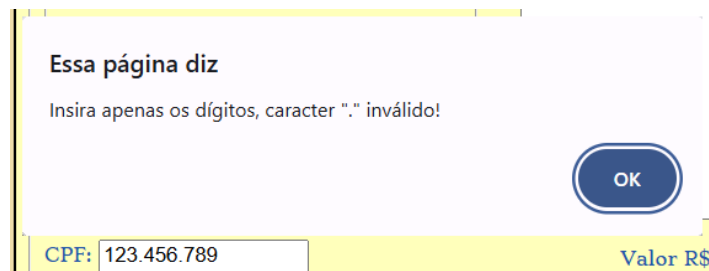 Essa página diz
Insira apenas os dígitos, caracter "." inválido!
OK
CPF: 123.456.789
Valor R$